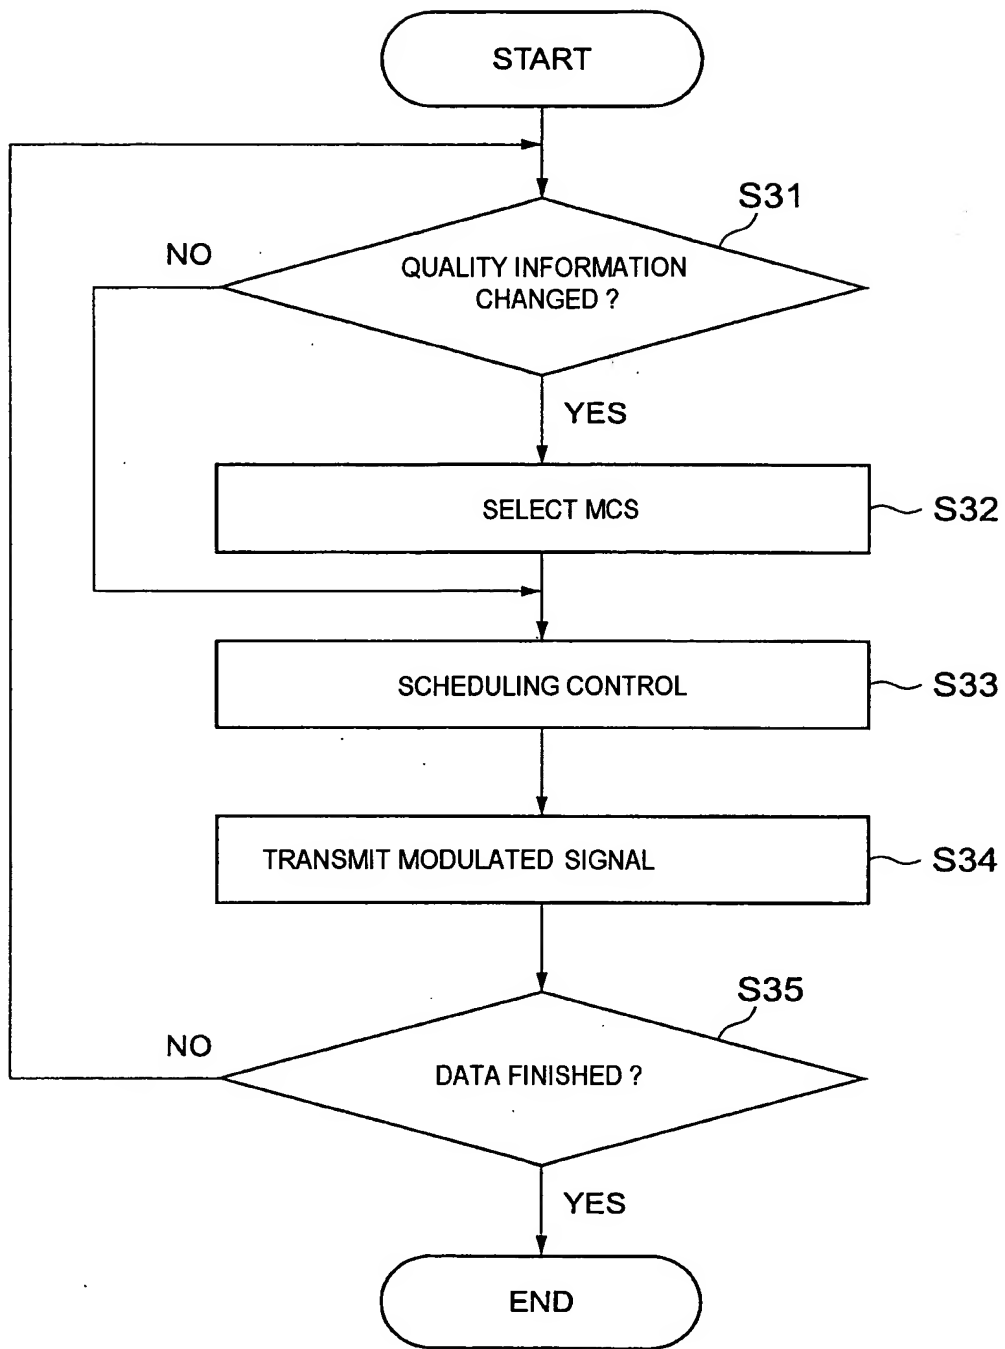 START
S31
NO
QUALITY INFORMATION
CHANGED ?
YES
SELECT MCS
S32
SCHEDULING CONTROL
S33
TRANSMIT MODULATED SIGNAL
S34
S35
NO
DATA FINISHED ?
YES
END